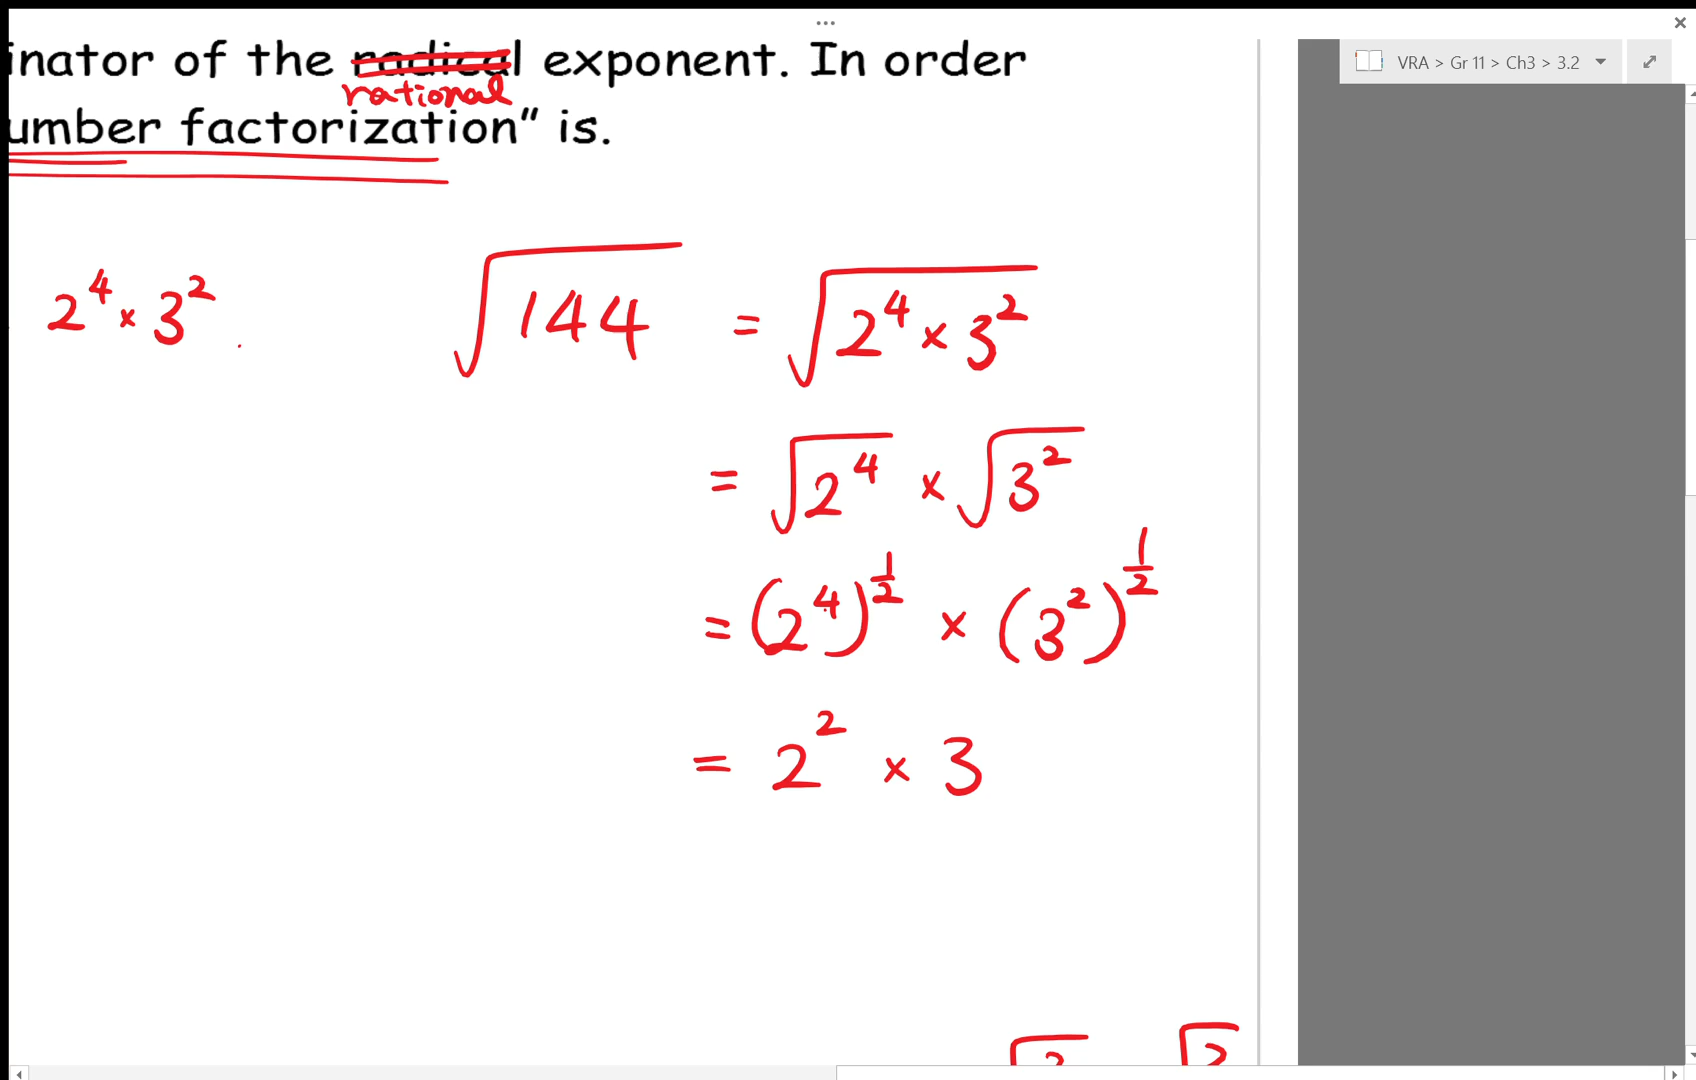 ...
VRA > Gr 11 > Ch3 > 3.2
inator of the radical exponent. In order
rational
umber factorization” is.
2⁴ × 3²
√144 = √(2⁴ × 3²)
= √(2⁴) × √(3²)
= (2⁴)^(1/2) × (3²)^(1/2)
= 2² × 3